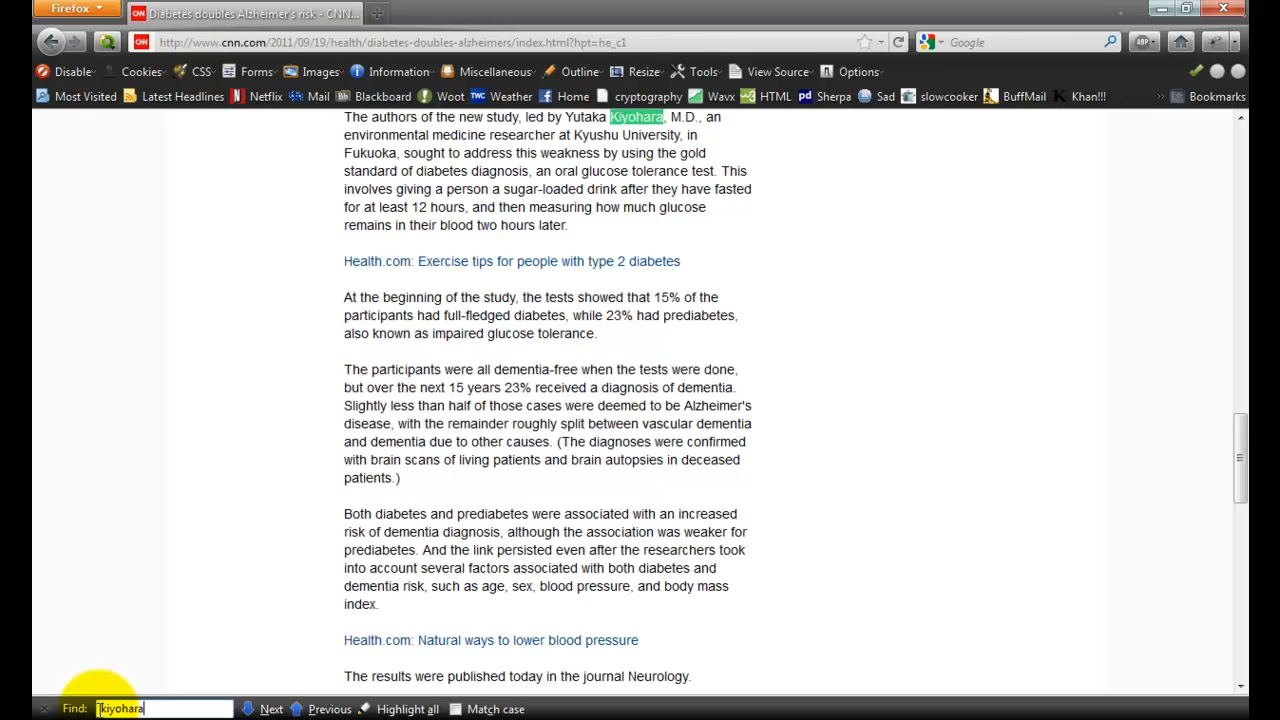 Firefox
CNN Diabetes doubles Alzheimer's risk - CNN...
CNN http://www.cnn.com/2011/09/19/health/diabetes-doubles-alzheimers/index.html?hpt=he_c1 Google ABP
Disable Cookies CSS Forms Images Information Miscellaneous Outline Resize Tools View Source Options
Most Visited Latest Headlines Netflix Mail Bb Blackboard Woot TWC Weather Home cryptography Wavx HTML Sherpa Sad slowcooker BuffMail Khan!!! » Bookmarks
The authors of the new study, led by Yutaka Kiyohara, M.D., an
environmental medicine researcher at Kyushu University, in
Fukuoka, sought to address this weakness by using the gold
standard of diabetes diagnosis, an oral glucose tolerance test. This
involves giving a person a sugar-loaded drink after they have fasted
for at least 12 hours, and then measuring how much glucose
remains in their blood two hours later.
Health.com: Exercise tips for people with type 2 diabetes
At the beginning of the study, the tests showed that 15% of the
participants had full-fledged diabetes, while 23% had prediabetes,
also known as impaired glucose tolerance.
The participants were all dementia-free when the tests were done,
but over the next 15 years 23% received a diagnosis of dementia.
Slightly less than half of those cases were deemed to be Alzheimer's
disease, with the remainder roughly split between vascular dementia
and dementia due to other causes. (The diagnoses were confirmed
with brain scans of living patients and brain autopsies in deceased
patients.)
Both diabetes and prediabetes were associated with an increased
risk of dementia diagnosis, although the association was weaker for
prediabetes. And the link persisted even after the researchers took
into account several factors associated with both diabetes and
dementia risk, such as age, sex, blood pressure, and body mass
index.
Health.com: Natural ways to lower blood pressure
The results were published today in the journal Neurology.
Find: kiyohara Next Previous Highlight all Match case